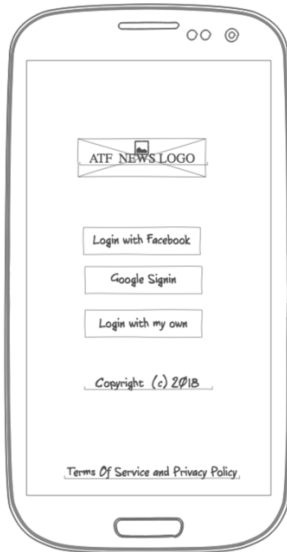 ATF NEWS LOGO
Login with Facebook
Google Signin
Login with my own
Copyright (c) 2018
Terms Of Service and Privacy Policy